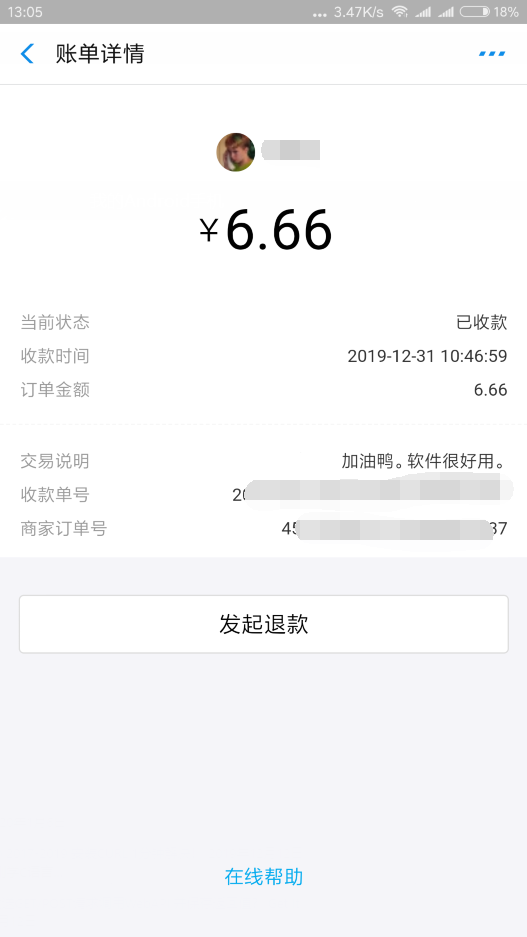 13:05 ... 3.47K/s 18%
账单详情
¥6.66
当前状态 已收款
收款时间 2019-12-31 10:46:59
订单金额 6.66
交易说明 加油鸭。软件很好用。
收款单号 20
商家订单号 45 37
发起退款
在线帮助